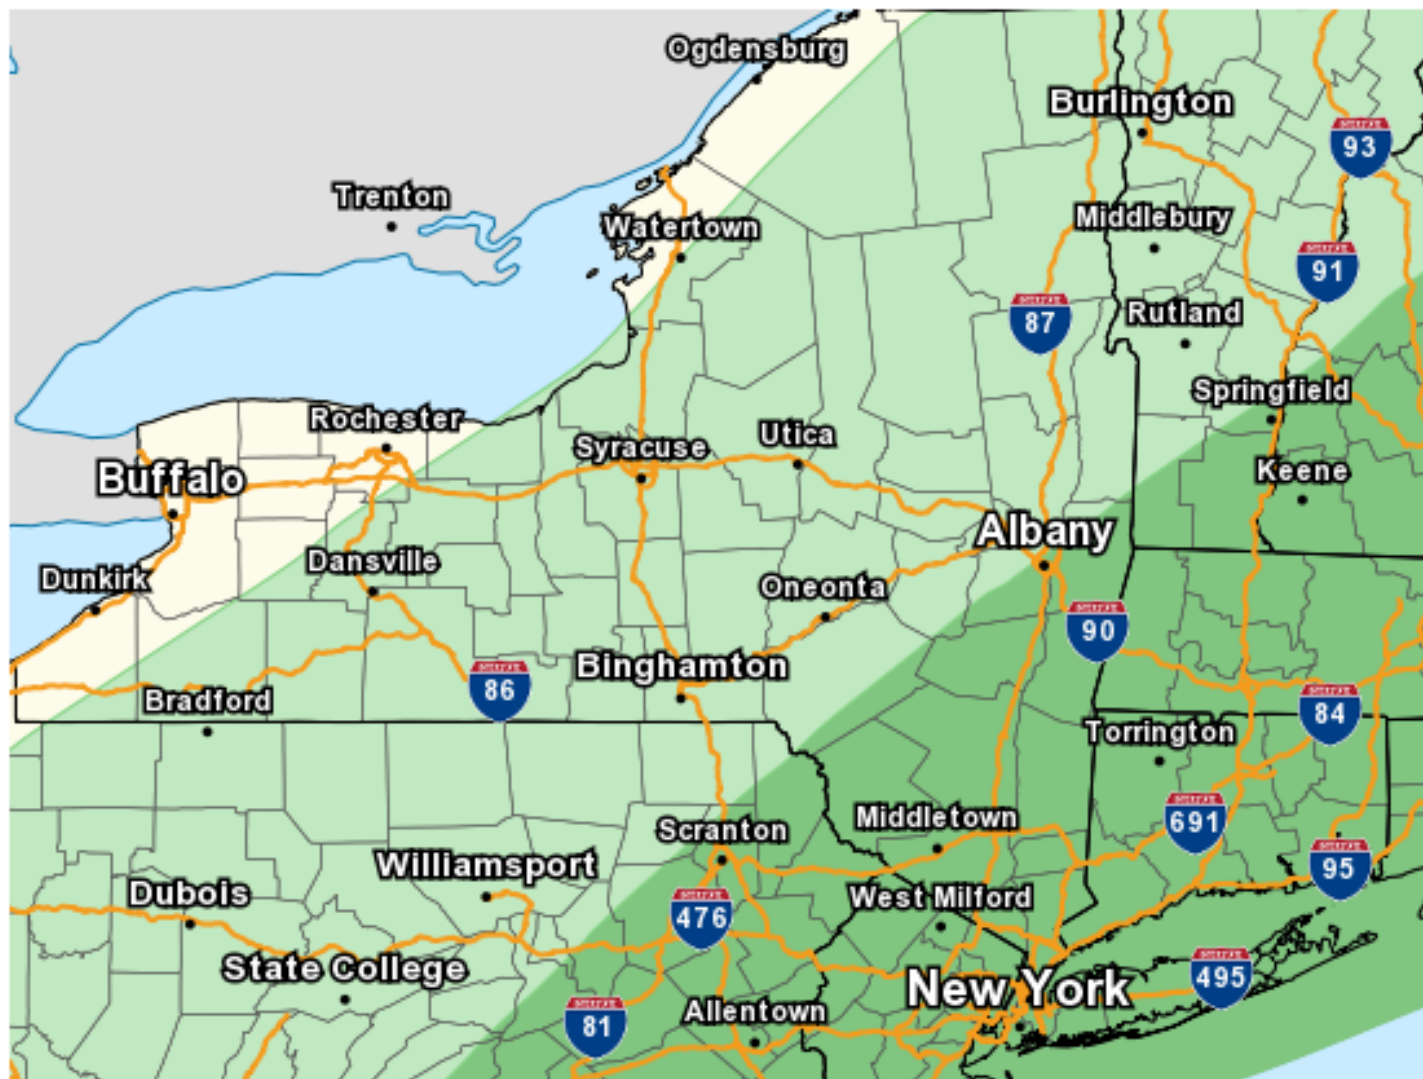 Ogdensburg
Burlington
93
Trenton
Watertown
Middlebury
91
87
Rutland
Springfield
Rochester
Syracuse
Utica
Keene
Buffalo
Albany
Dansville
Dunkirk
Oneonta
90
Binghamton
86
Bradford
84
Torrington
Scranton
Middletown
691
Williamsport
95
Dubois
476
West Milford
State College
New York
495
81
Allentown